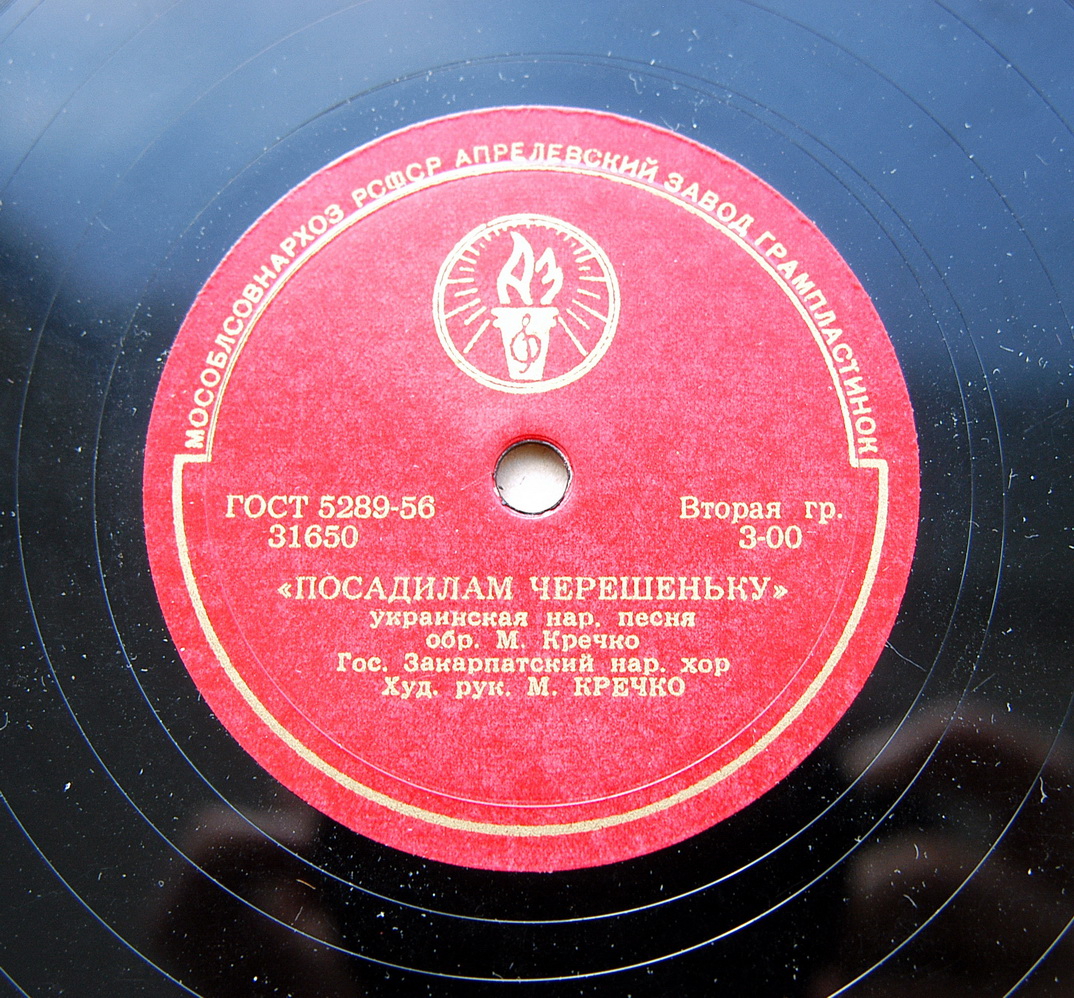 МОСОБЛСОВНАРХОЗ РСФСР АПРЕЛЕВСКИЙ ЗАВОД ГРАМПЛАСТИНОК
АЗ
ГОСТ 5289-56
31650
Вторая гр.
3-00
«ПОСАДИЛАМ ЧЕРЕШЕНЬКУ»
украинская нар. песня
обр. М. Кречко
Гос. Закарпатский нар. хор
Худ. рук. М. КРЕЧКО